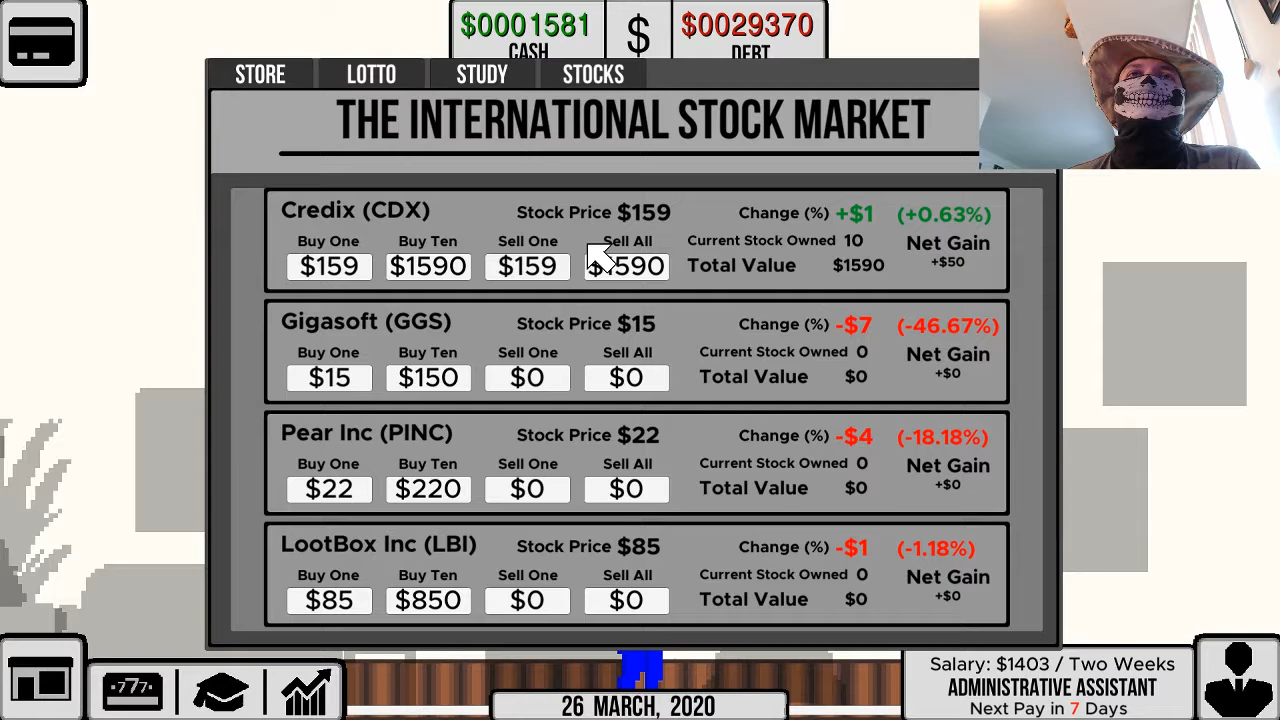 $0001581 $ $0029370
CASH DEBT
STORE LOTTO STUDY STOCKS
THE INTERNATIONAL STOCK MARKET
Credix (CDX) Stock Price $159 Change (%) +$1 (+0.63%)
Buy One Buy Ten Sell One Sell All Current Stock Owned 10 Net Gain
$159 $1590 $159 $1590 Total Value $1590 +$50
Gigasoft (GGS) Stock Price $15 Change (%) -$7 (-46.67%)
Buy One Buy Ten Sell One Sell All Current Stock Owned 0 Net Gain
$15 $150 $0 $0 Total Value $0 +$0
Pear Inc (PINC) Stock Price $22 Change (%) -$4 (-18.18%)
Buy One Buy Ten Sell One Sell All Current Stock Owned 0 Net Gain
$22 $220 $0 $0 Total Value $0 +$0
LootBox Inc (LBI) Stock Price $85 Change (%) -$1 (-1.18%)
Buy One Buy Ten Sell One Sell All Current Stock Owned 0 Net Gain
$85 $850 $0 $0 Total Value $0 +$0
777
26 MARCH, 2020
Salary: $1403 / Two Weeks
ADMINISTRATIVE ASSISTANT
Next Pay in 7 Days